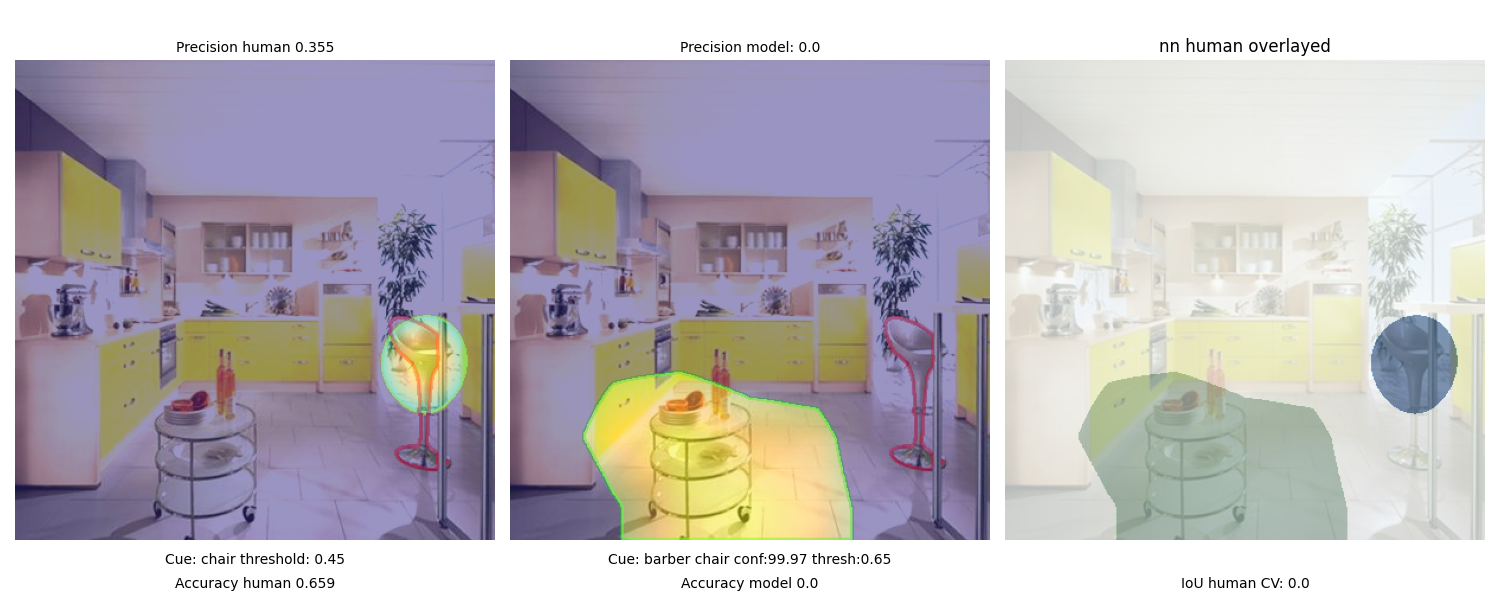 Precision human 0.355
Precision model: 0.0
nn human overlayed
Cue: chair threshold: 0.45
Accuracy human 0.659
Cue: barber chair conf:99.97 thresh:0.65
Accuracy model 0.0
IoU human CV: 0.0